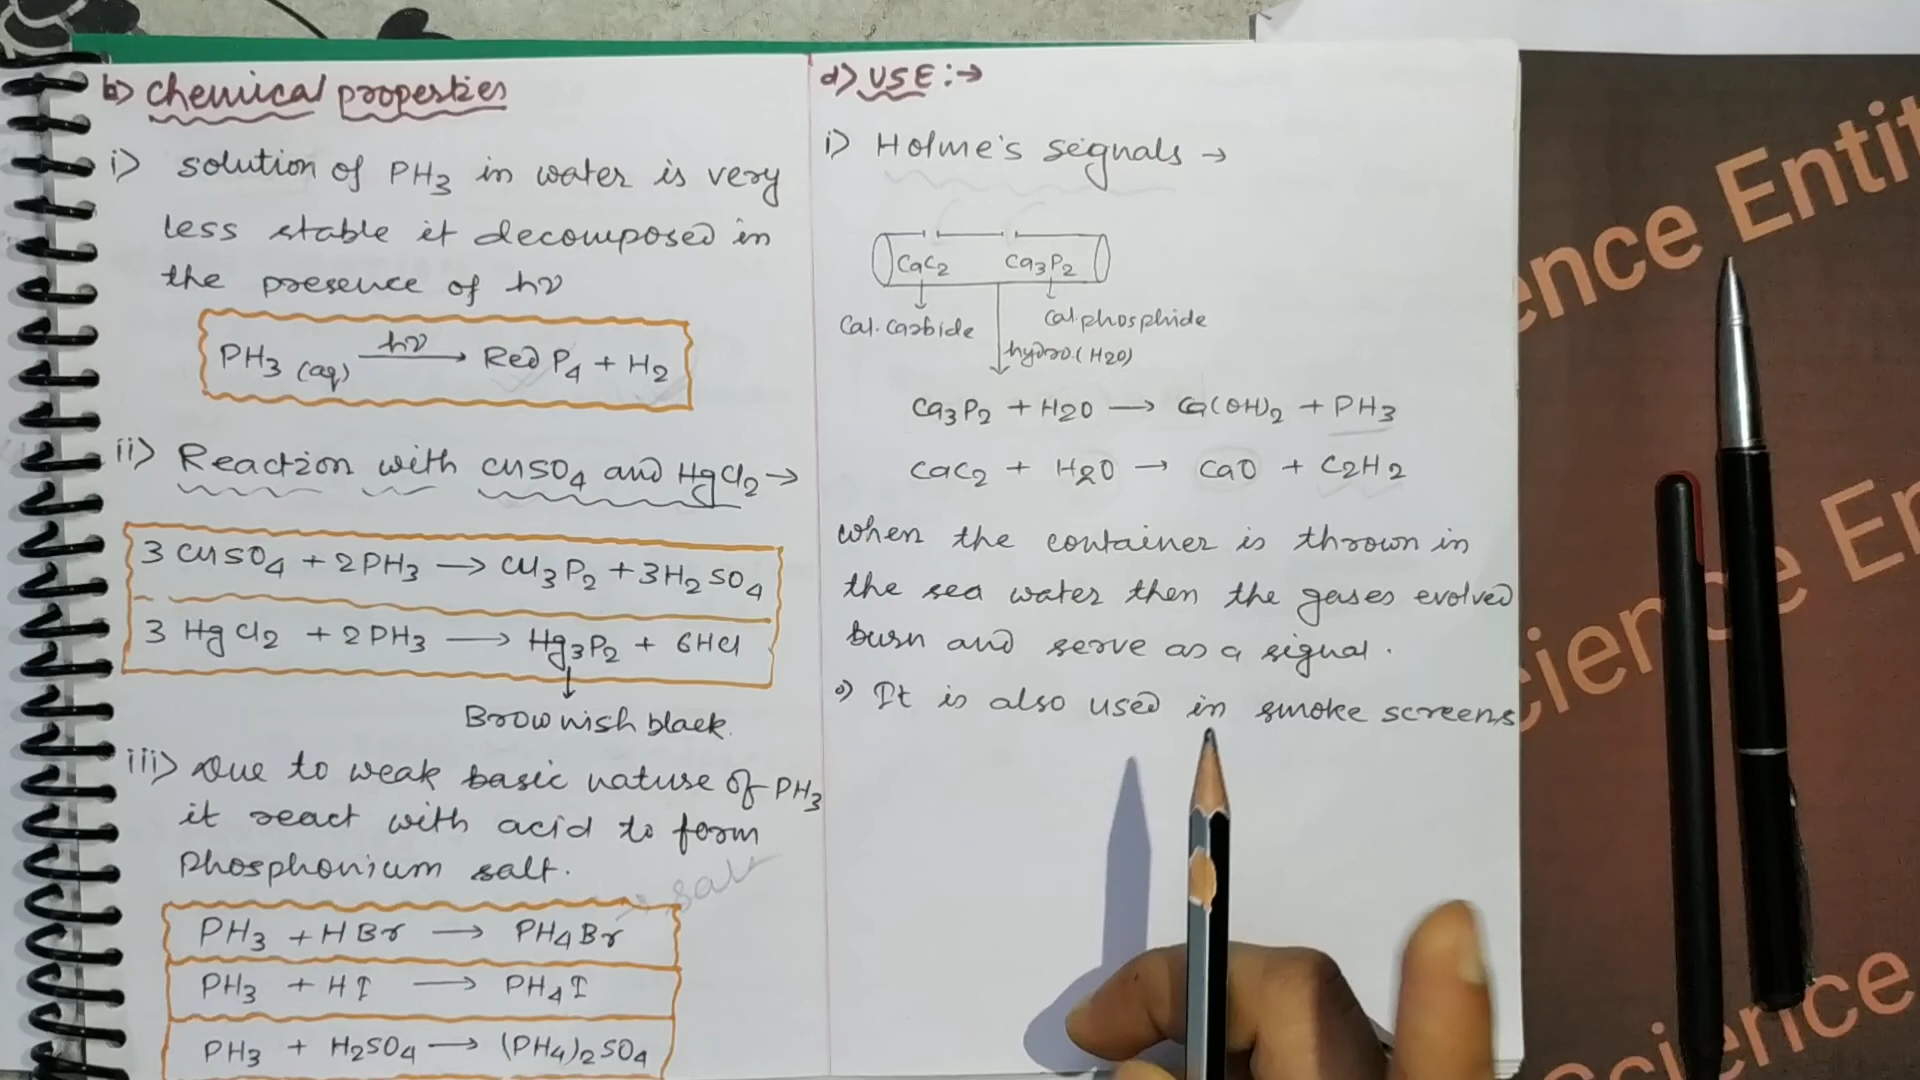 b) Chemical properties
i) solution of PH3 in water is very
less stable it decomposed in
the presence of hν
PH3 (aq) hν → Red P4 + H2
ii) Reaction with CuSO4 and HgCl2 →
3 CuSO4 + 2PH3 → Cu3P2 + 3H2SO4
3 HgCl2 + 2PH3 → Hg3P2 + 6HCl
Brownish black.
iii) Due to weak basic nature of PH3
it react with acid to form
Phosphonium salt.
→ salt
PH3 + HBr → PH4Br
PH3 + HI → PH4I
PH3 + H2SO4 → (PH4)2SO4
d) USE :→
i) Holme's signals →
CaC2 Ca3P2
Cal. Carbide Cal. phosphide
hydro. (H2O)
Ca3P2 + H2O → Ca(OH)2 + PH3
CaC2 + H2O → CaO + C2H2
when the container is thrown in
the sea water then the gases evolved
burn and serve as a signal.
o) It is also used in smoke screens
ence Entit
cience En
Science